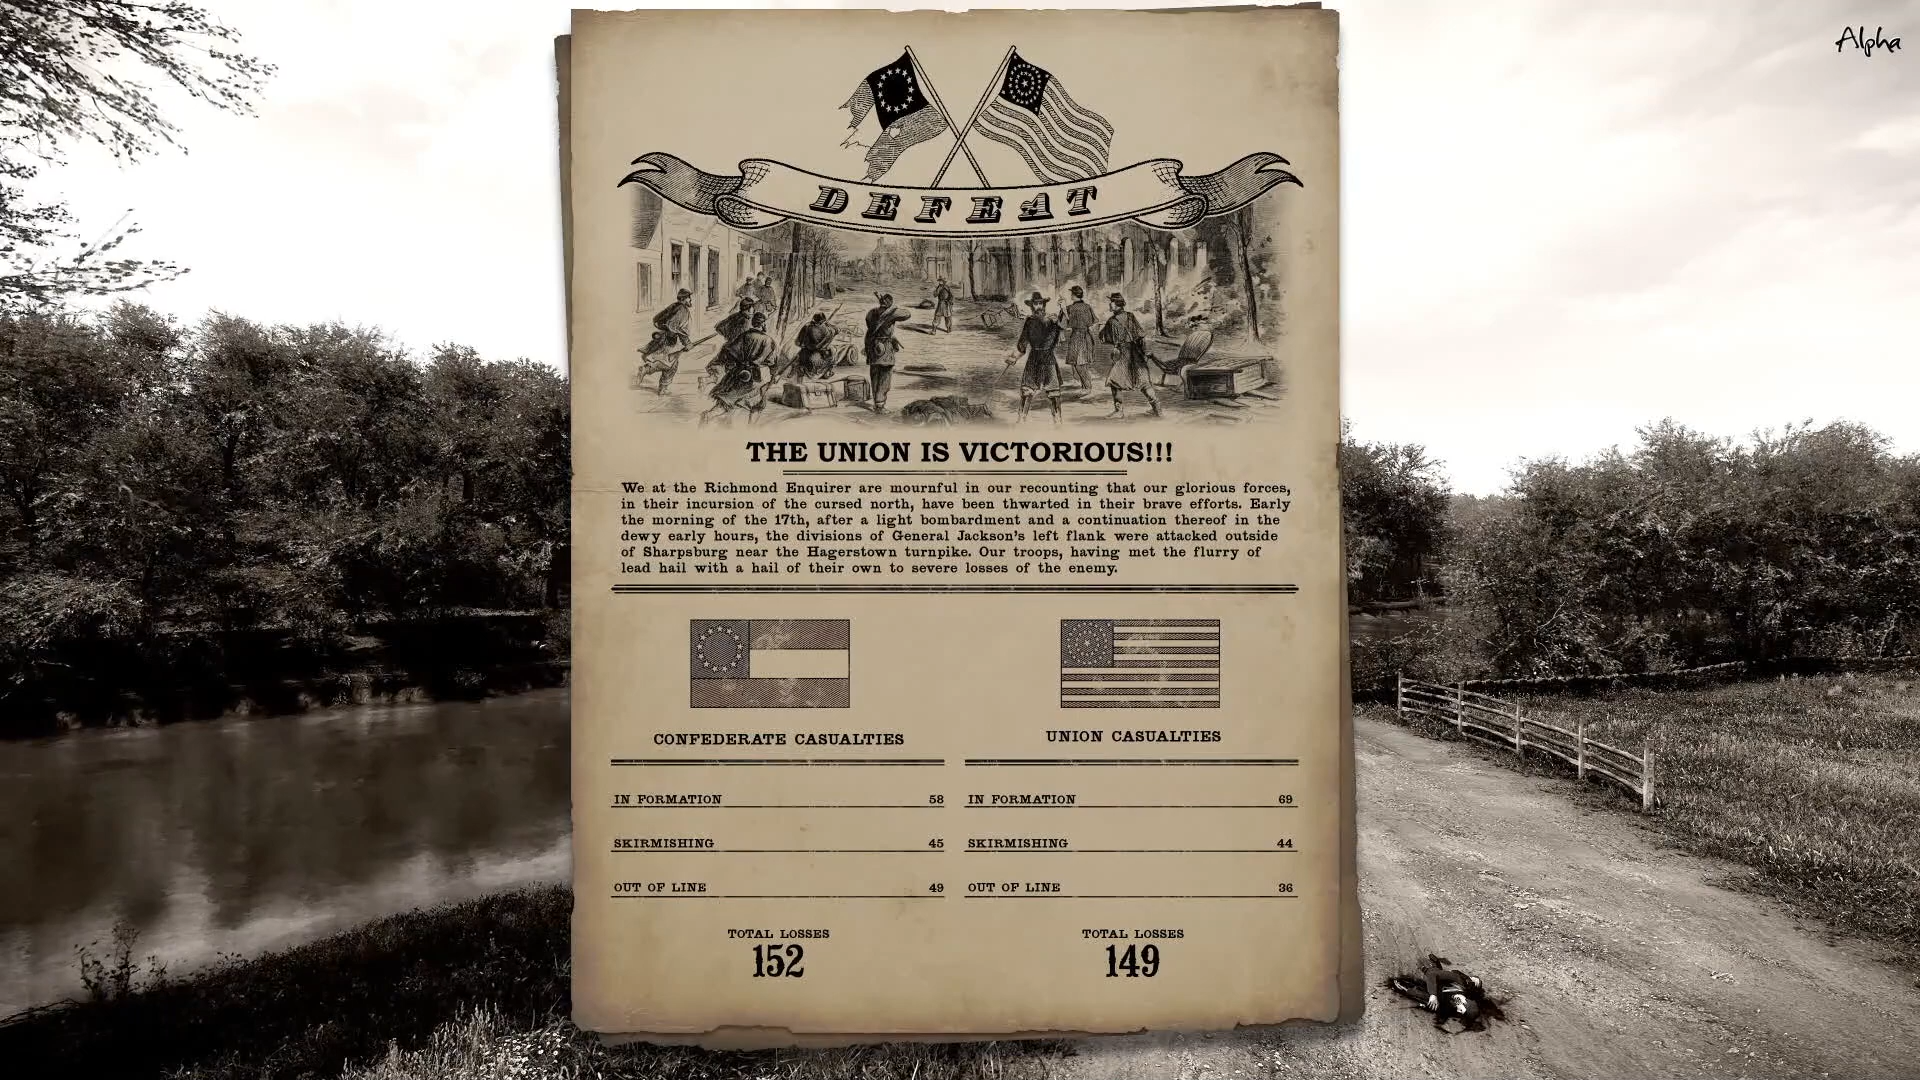 Alpha
DEFEAT
THE UNION IS VICTORIOUS!!!
We at the Richmond Enquirer are mournful in our recounting that our glorious forces,
in their incursion of the cursed north, have been thwarted in their brave efforts. Early
the morning of the 17th, after a light bombardment and a continuation thereof in the
dewy early hours, the divisions of General Jackson's left flank were attacked outside
of Sharpsburg near the Hagerstown turnpike. Our troops, having met the flurry of
lead hail with a hail of their own to severe losses of the enemy.
CONFEDERATE CASUALTIES
IN FORMATION 58
SKIRMISHING 45
OUT OF LINE 49
TOTAL LOSSES
152
UNION CASUALTIES
IN FORMATION 69
SKIRMISHING 44
OUT OF LINE 36
TOTAL LOSSES
149